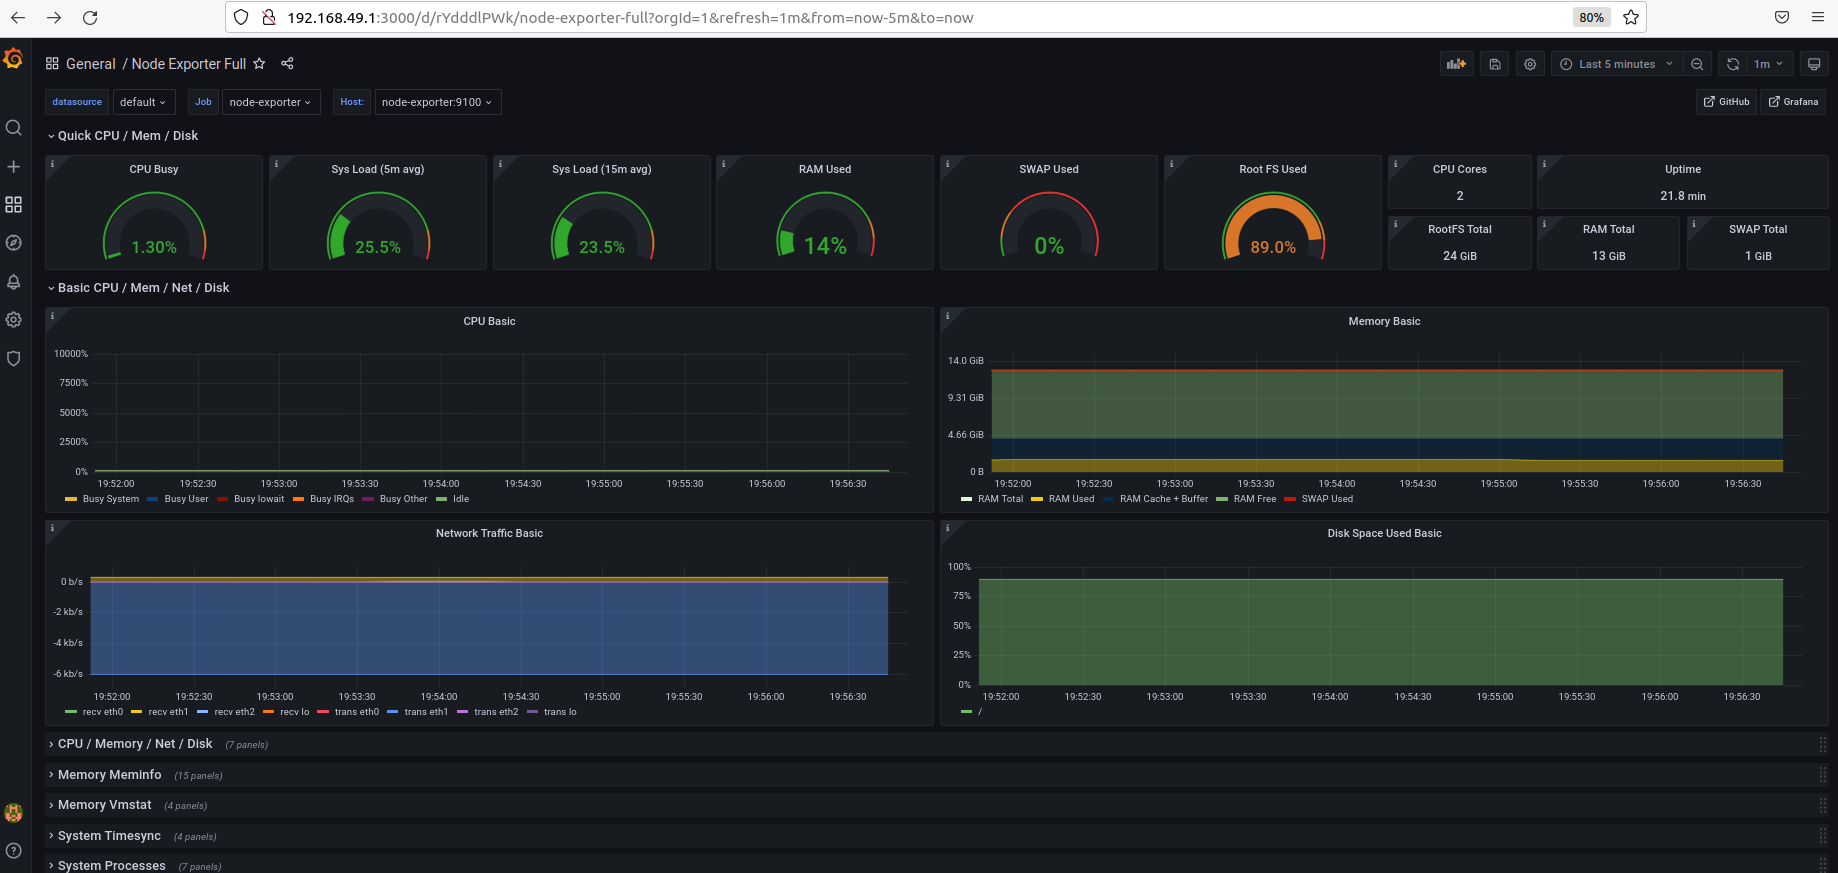 192.168.49.1:3000/d/rYdddlPWk/node-exporter-full?orgId=1&refresh=1m&from=now-5m&to=now 80%
General / Node Exporter Full Last 5 minutes 1m
datasource default Job node-exporter Host: node-exporter:9100 GitHub Grafana
Quick CPU / Mem / Disk
CPU Busy
1.30%
Sys Load (5m avg)
25.5%
Sys Load (15m avg)
23.5%
RAM Used
14%
SWAP Used
0%
Root FS Used
89.0%
CPU Cores
2
Uptime
21.8 min
RootFS Total
24 GiB
RAM Total
13 GiB
SWAP Total
1 GiB
Basic CPU / Mem / Net / Disk
CPU Basic
10000%
7500%
5000%
2500%
0%
19:52:00 19:52:30 19:53:00 19:53:30 19:54:00 19:54:30 19:55:00 19:55:30 19:56:00 19:56:30
Busy System Busy User Busy Iowait Busy IRQs Busy Other Idle
Memory Basic
14.0 GiB
9.31 GiB
4.66 GiB
0 B
19:52:00 19:52:30 19:53:00 19:53:30 19:54:00 19:54:30 19:55:00 19:55:30 19:56:00 19:56:30
RAM Total RAM Used RAM Cache + Buffer RAM Free SWAP Used
Network Traffic Basic
0 b/s
-2 kb/s
-4 kb/s
-6 kb/s
19:52:00 19:52:30 19:53:00 19:53:30 19:54:00 19:54:30 19:55:00 19:55:30 19:56:00 19:56:30
recv eth0 recv eth1 recv eth2 recv lo trans eth0 trans eth1 trans eth2 trans lo
Disk Space Used Basic
100%
75%
50%
25%
0%
19:52:00 19:52:30 19:53:00 19:53:30 19:54:00 19:54:30 19:55:00 19:55:30 19:56:00 19:56:30
/
CPU / Memory / Net / Disk (7 panels)
Memory Meminfo (15 panels)
Memory Vmstat (4 panels)
System Timesync (4 panels)
System Processes (7 panels)